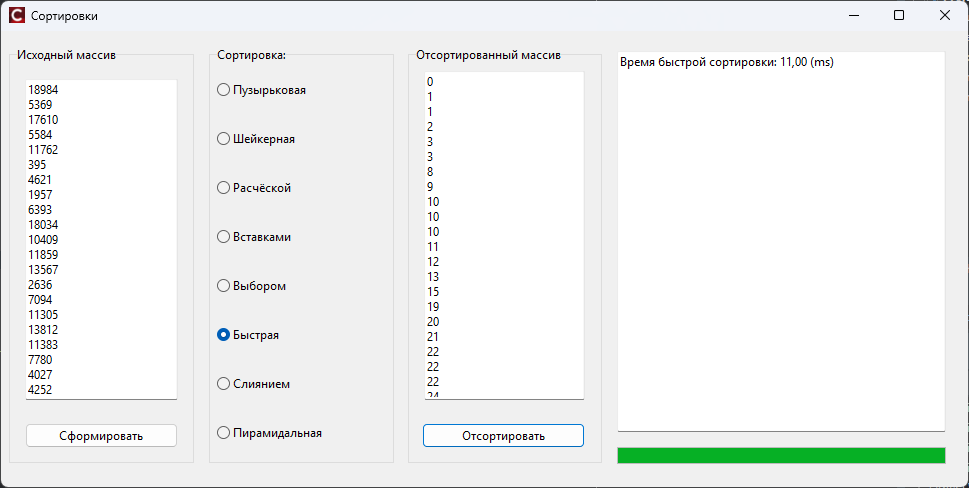 Сортировки
Исходный массив
18984
5369
17610
5584
11762
395
4621
1957
6393
18034
10409
11859
13567
2636
7094
11305
13812
11383
7780
4027
4252
Сформировать
Сортировка:
Пузырьковая
Шейкерная
Расчёской
Вставками
Выбором
Быстрая
Слиянием
Пирамидальная
Отсортированный массив
0
1
1
2
3
3
8
9
10
10
10
11
12
13
15
19
20
21
22
22
22
24
Отсортировать
Время быстрой сортировки: 11,00 (ms)